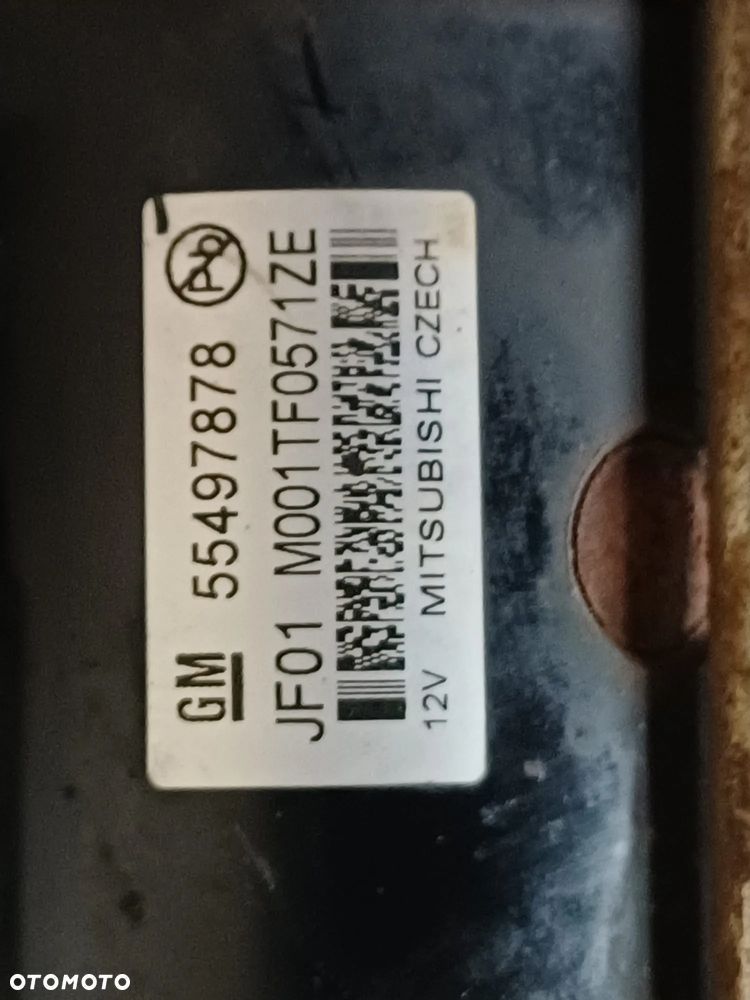 GM 55497878 Pb
JF01 M001TF0571ZE
12V MITSUBISHI CZECH
OTOMOTO